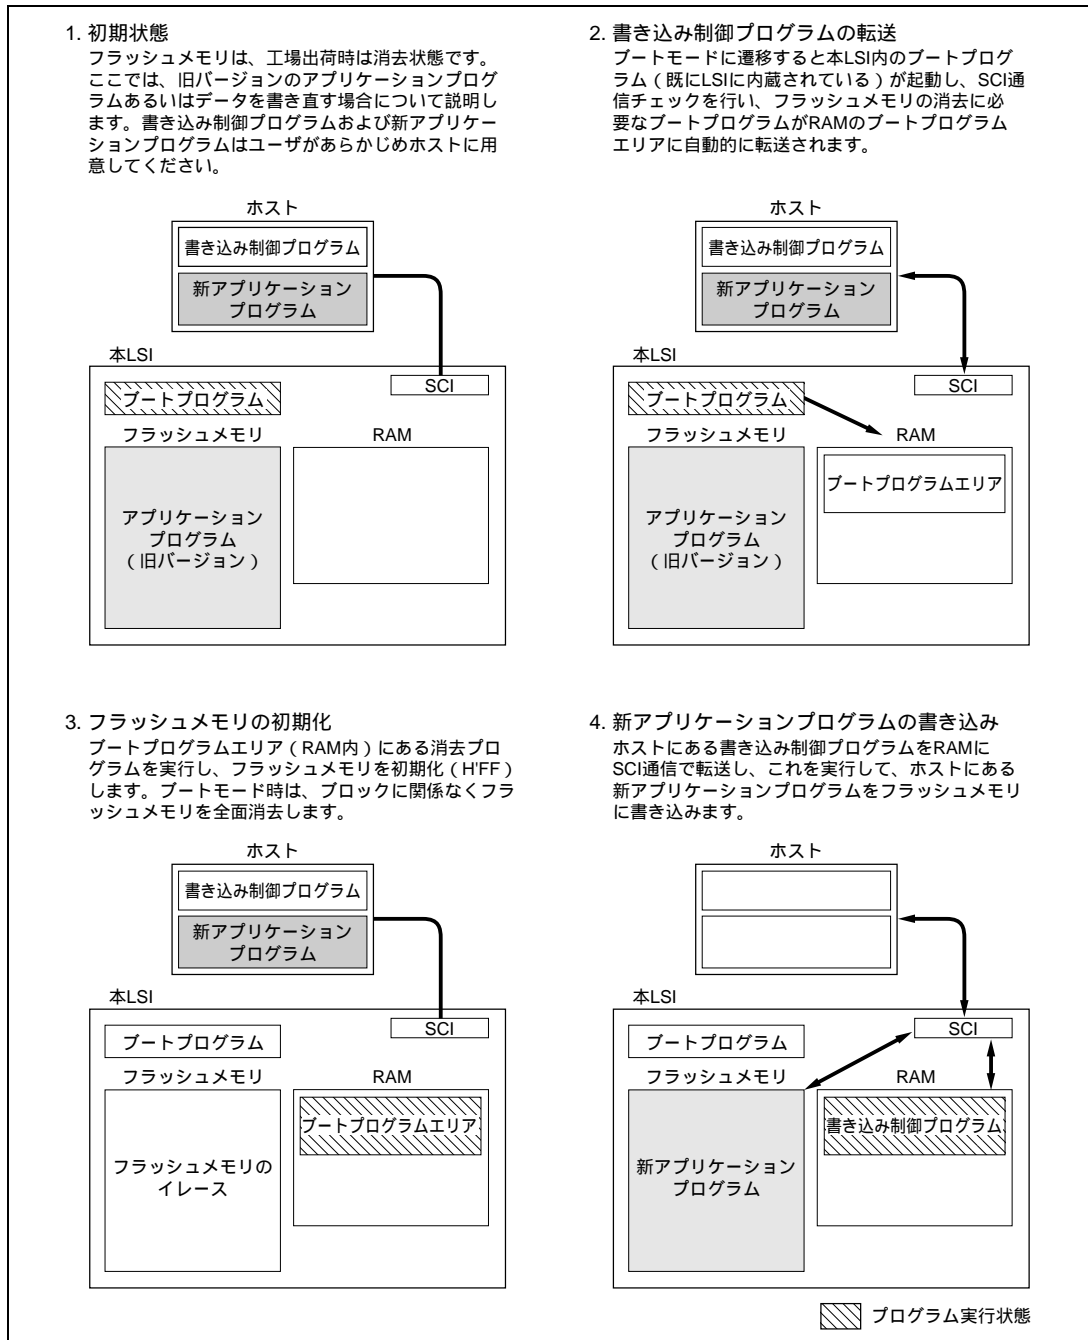 1. 初期状態
フラッシュメモリは、工場出荷時は消去状態です。
ここでは、旧バージョンのアプリケーションプログ
ラムあるいはデータを書き直す場合について説明し
ます。書き込み制御プログラムおよび新アプリケー
ションプログラムはユーザがあらかじめホストに用
意してください。
ホスト
書き込み制御プログラム
新アプリケーション
プログラム
本LSI
SCI
ブートプログラム
フラッシュメモリ
RAM
アプリケーション
プログラム
（旧バージョン）
2. 書き込み制御プログラムの転送
ブートモードに遷移すると本LSI内のブートプログ
ラム（既にLSIに内蔵されている）が起動し、SCI通
信チェックを行い、フラッシュメモリの消去に必
要なブートプログラムがRAMのブートプログラム
エリアに自動的に転送されます。
ホスト
書き込み制御プログラム
新アプリケーション
プログラム
本LSI
SCI
ブートプログラム
フラッシュメモリ
RAM
ブートプログラムエリア
アプリケーション
プログラム
（旧バージョン）
3. フラッシュメモリの初期化
ブートプログラムエリア（RAM内）にある消去プロ
グラムを実行し、フラッシュメモリを初期化（H'FF）
します。ブートモード時は、ブロックに関係なくフラ
ッシュメモリを全面消去します。
ホスト
書き込み制御プログラム
新アプリケーション
プログラム
本LSI
SCI
ブートプログラム
フラッシュメモリ
RAM
ブートプログラムエリア
フラッシュメモリの
イレース
4. 新アプリケーションプログラムの書き込み
ホストにある書き込み制御プログラムをRAMに
SCI通信で転送し、これを実行して、ホストにある
新アプリケーションプログラムをフラッシュメモリ
に書き込みます。
ホスト
本LSI
SCI
ブートプログラム
フラッシュメモリ
RAM
書き込み制御プログラム
新アプリケーション
プログラム
プログラム実行状態